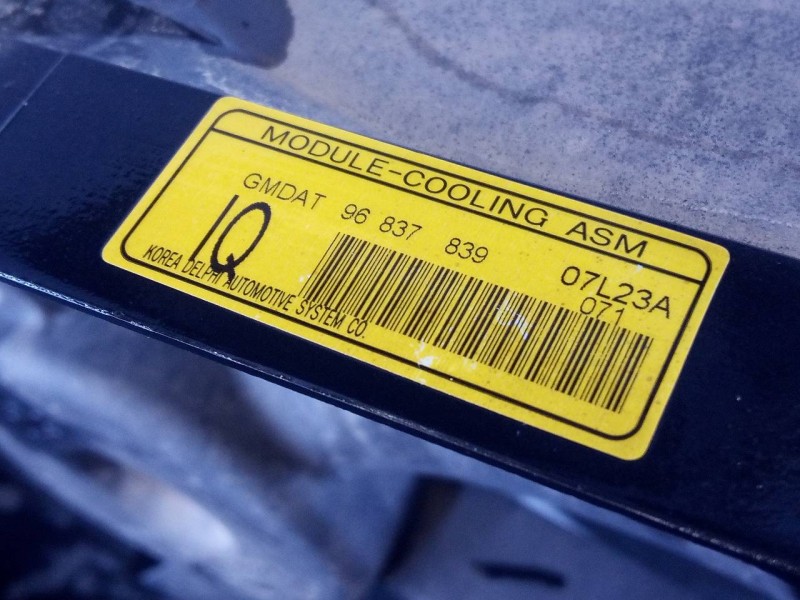 MODULE-COOLING ASM
GMDAT 96 837 839
IQ
07L23A
071
KOREA DELPHI AUTOMOTIVE SYSTEM CO.